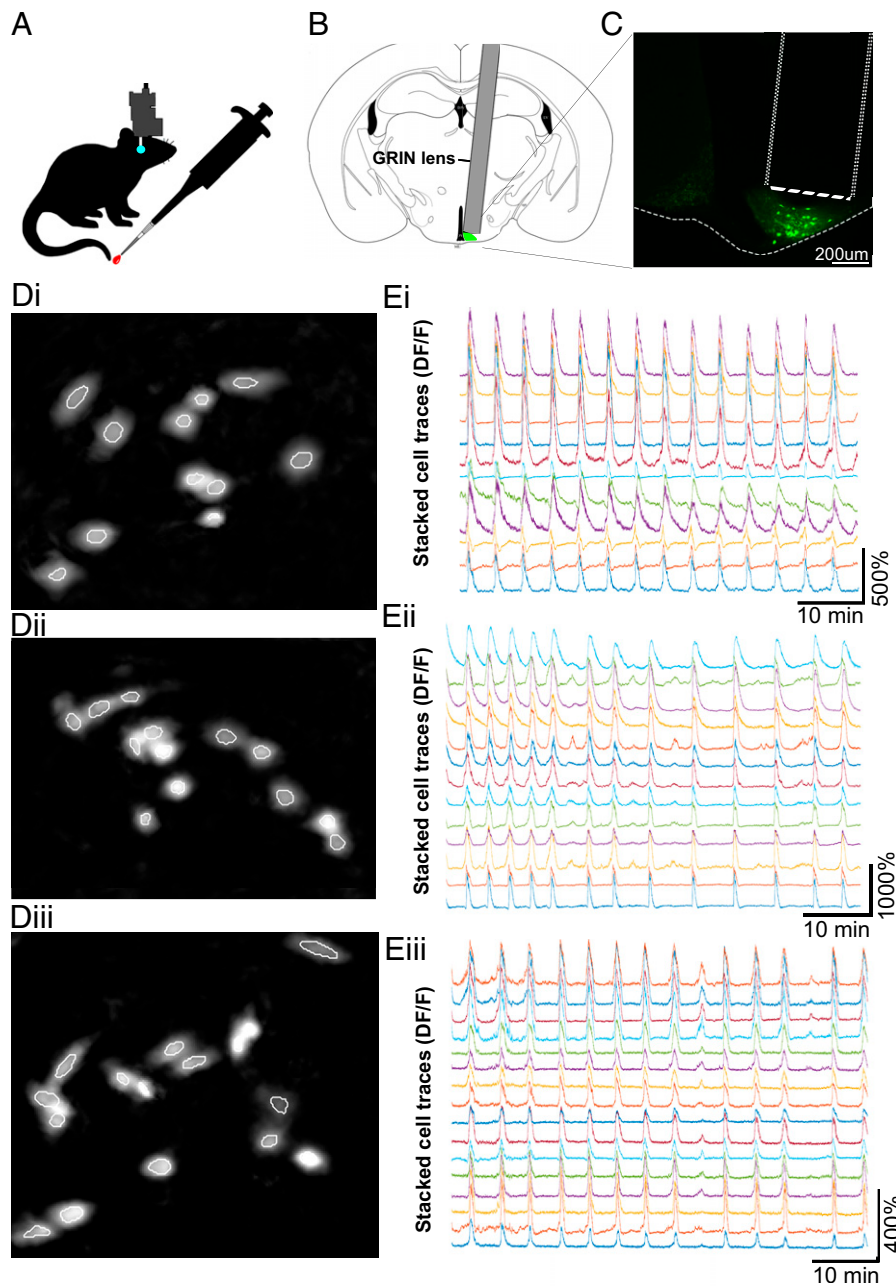 A
B
C
GRIN lens
200um
Di
Ei
Stacked cell traces (DF/F)
500%
10 min
Dii
Eii
Stacked cell traces (DF/F)
1000%
10 min
Diii
Eiii
Stacked cell traces (DF/F)
400%
10 min